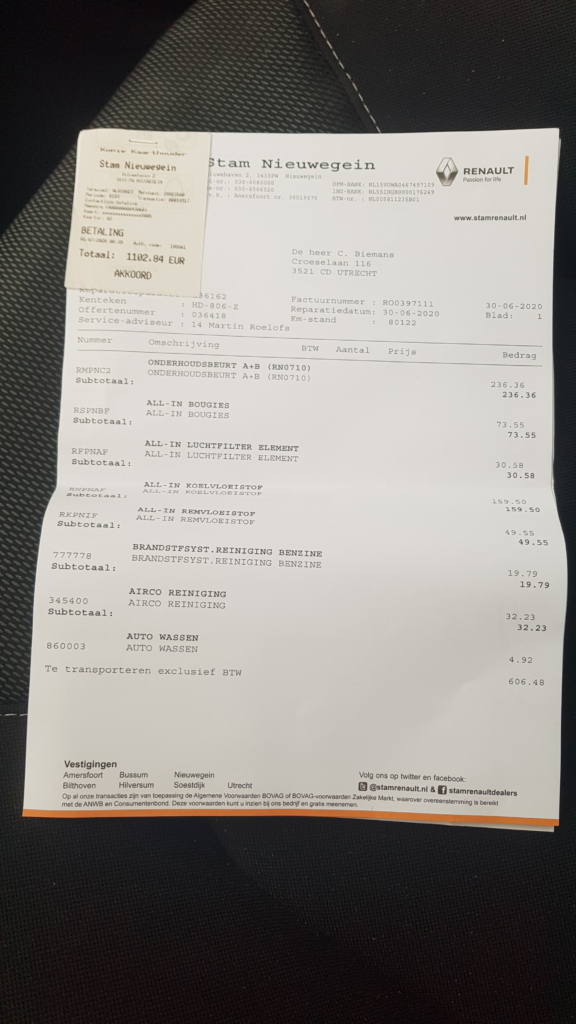 Stam Nieuwegein
BETALING
Totaal: 1102.84 EUR
AKKOORD
Stam Nieuwegein
RENAULT
Passion for life
www.stamrenault.nl
De heer C. Biemans
Croeselaan 116
3521 CD UTRECHT
36162
Kenteken : HD-806-Z
Offertenummer : 036418
Service-adviseur : 14 Martin Roelofs
Factuurnummer : RO0397111 30-06-2020
Reparatiedatum: 30-06-2020 Blad: 1
Km-stand : 80122
Nummer Omschrijving BTW Aantal Prijs Bedrag
ONDERHOUDSBEURT A+B (RN0710)
RMPNC2 ONDERHOUDSBEURT A+B (RN0710) 236.36
Subtotaal: 236.36
ALL-IN BOUGIES
RSPNBF ALL-IN BOUGIES 73.55
Subtotaal: 73.55
ALL-IN LUCHTFILTER ELEMENT
RFPNAF ALL-IN LUCHTFILTER ELEMENT 30.58
Subtotaal: 30.58
ALL-IN KOELVLOEISTOF
ALL-IN KOELVLOEISTOF 159.50
Subtotaal: 159.50
ALL-IN REMVLOEISTOF
RKPNIF ALL-IN REMVLOEISTOF 49.55
Subtotaal: 49.55
BRANDSTFSYST.REINIGING BENZINE
777778 BRANDSTFSYST.REINIGING BENZINE 19.79
Subtotaal: 19.79
AIRCO REINIGING
345400 AIRCO REINIGING 32.23
Subtotaal: 32.23
AUTO WASSEN
860003 AUTO WASSEN 4.92
Te transporteren exclusief BTW 606.48
Vestigingen
Amersfoort Bussum Nieuwegein
Bilthoven Hilversum Soestdijk Utrecht
Volg ons op twitter en facebook:
@stamrenault.nl & stamrenaultdealers
Op al onze transacties zijn van toepassing de Algemene Voorwaarden BOVAG of BOVAG-voorwaarden Zakelijke Markt, waarover overeenstemming is bereikt
met de ANWB en Consumentenbond. Deze voorwaarden kunt u inzien bij ons bedrijf en gratis meenemen.